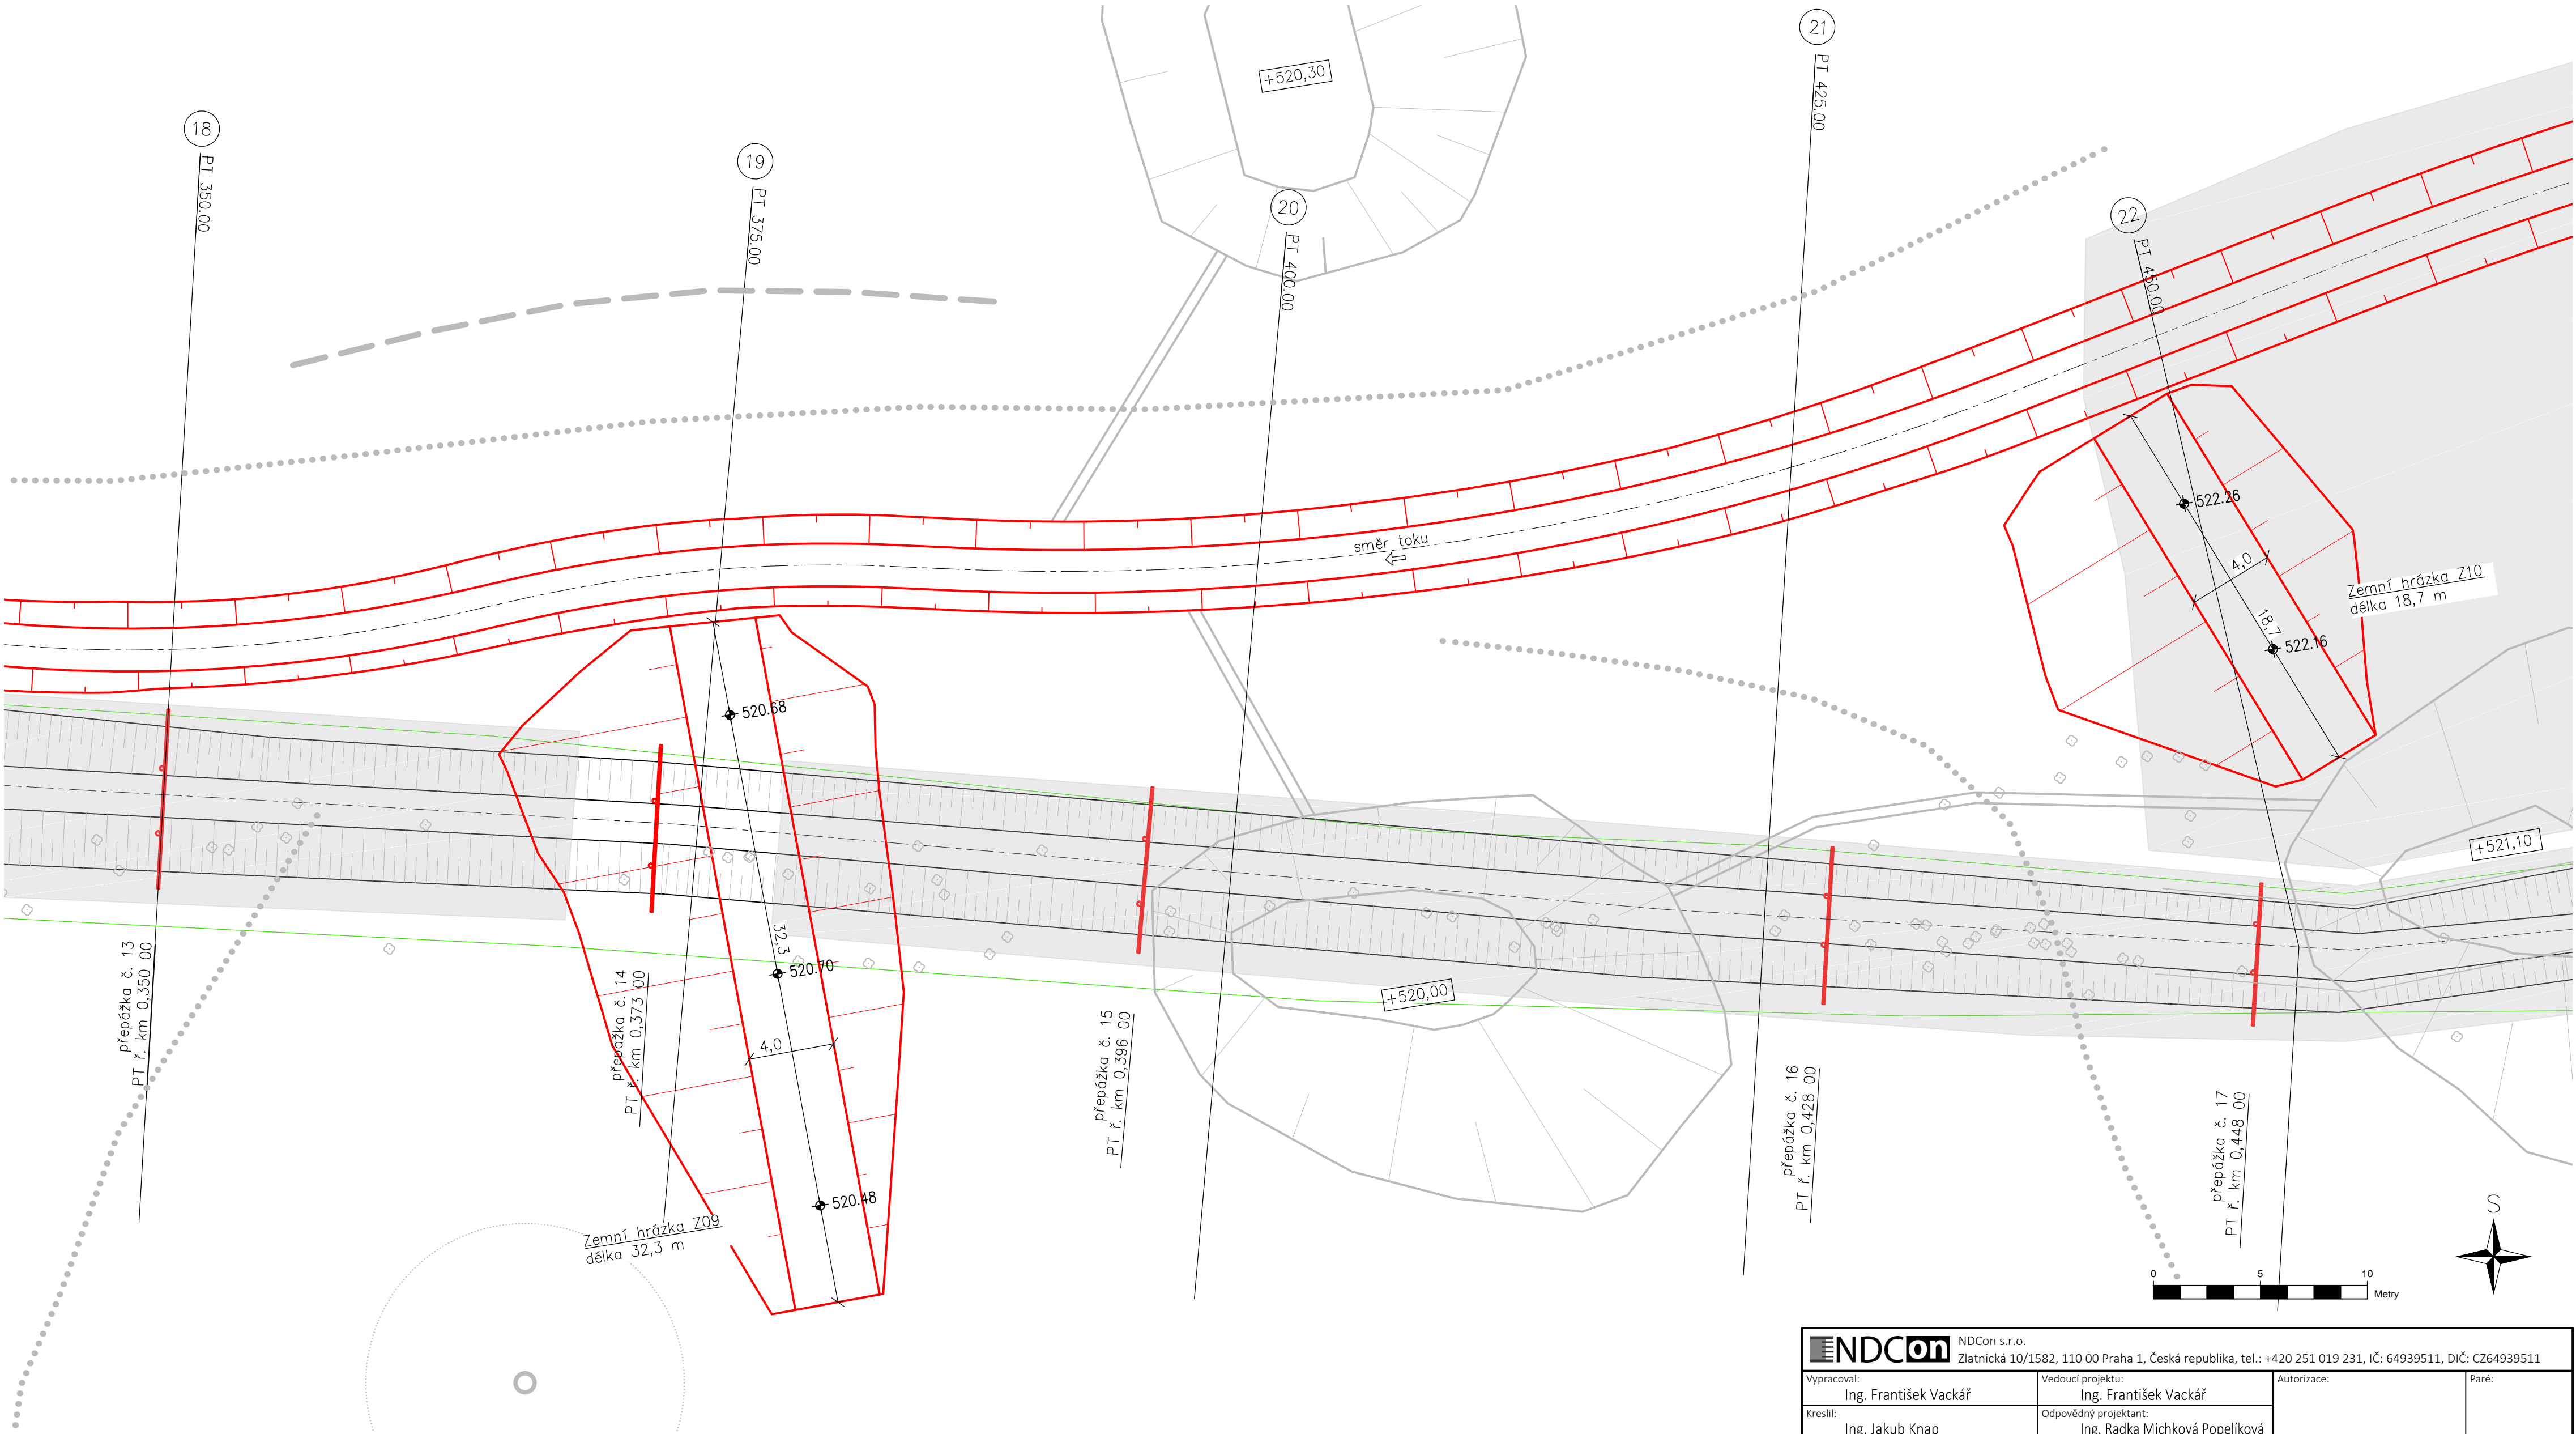 18
PT 350.00
19
PT 375.00
+520,30
20
PT 400.00
21
PT 425.00
22
PT 450.00
směr toku
522.26
4,0
18,7
522.16
Zemní hrázka Z10
délka 18,7 m
520.68
32,3
520.70
4,0
520.48
Zemní hrázka Z09
délka 32,3 m
+521,10
+520,00
přepážka č. 13
PT ř. km 0,350 00
přepážka č. 14
PT ř. km 0,373 00
přepážka č. 15
PT ř. km 0,396 00
přepážka č. 16
PT ř. km 0,428 00
přepážka č. 17
PT ř. km 0,448 00
S
0 5 10
Metry
NDCon
NDCon s.r.o.
Zlatnická 10/1582, 110 00 Praha 1, Česká republika, tel.: +420 251 019 231, IČ: 64939511, DIČ: CZ64939511
Vypracoval:
Ing. František Vackář
Vedoucí projektu:
Ing. František Vackář
Autorizace:
Paré:
Kreslil:
Ing. Jakub Knap
Odpovědný projektant:
Ing. Radka Michková Popelíková